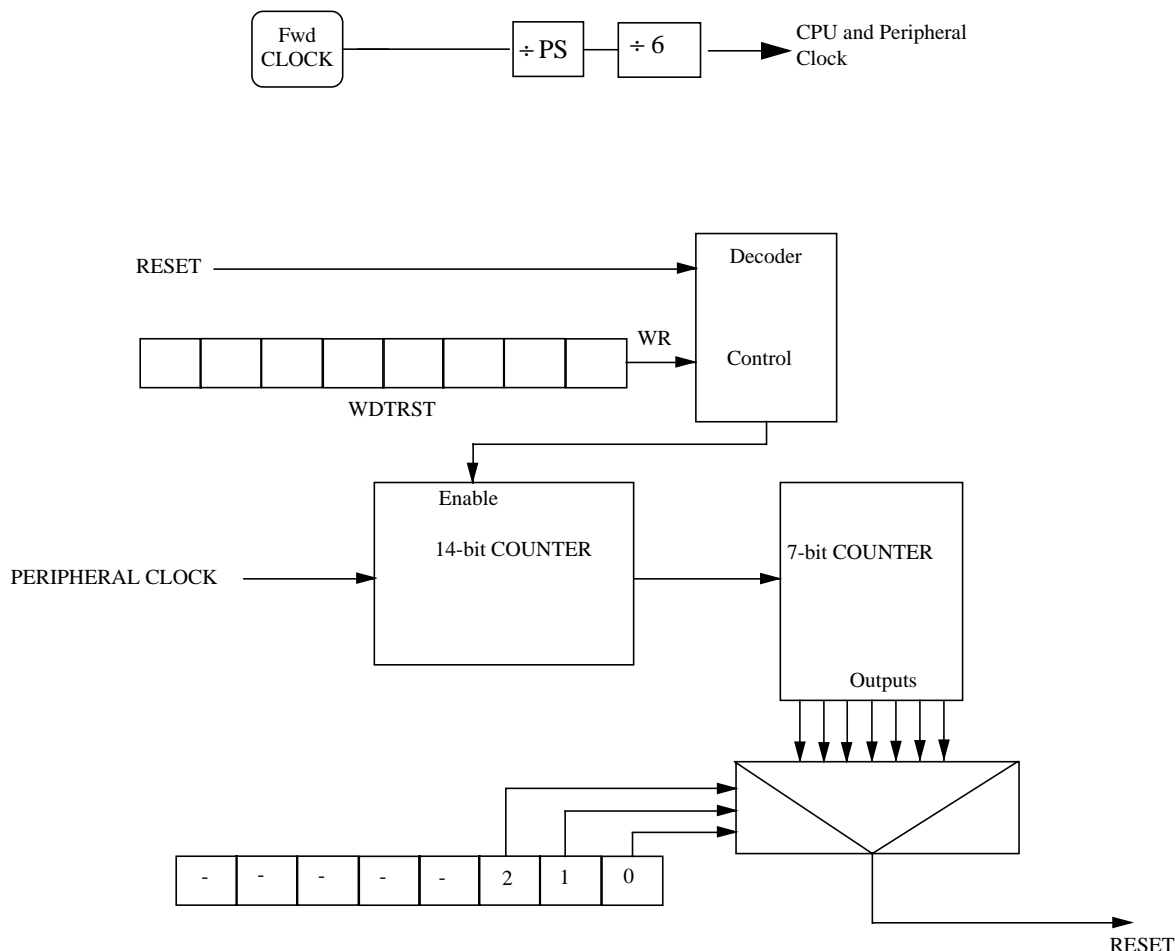 Fwd
CLOCK
÷ PS
÷ 6
CPU and Peripheral
Clock
RESET
Decoder
WR
Control
WDTRST
Enable
14-bit COUNTER
7-bit COUNTER
PERIPHERAL CLOCK
Outputs
- - - - - 2 1 0
RESET